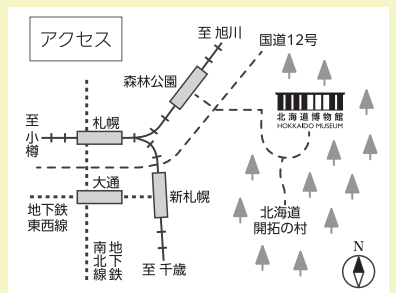 アクセス
至 旭川
国道12号
森林公園
北海道博物館
HOKKAIDO MUSEUM
至
小樽
札幌
大通
新札幌
地下鉄
東西線
地下鉄
南北線
至 千歳
北海道
開拓の村
N